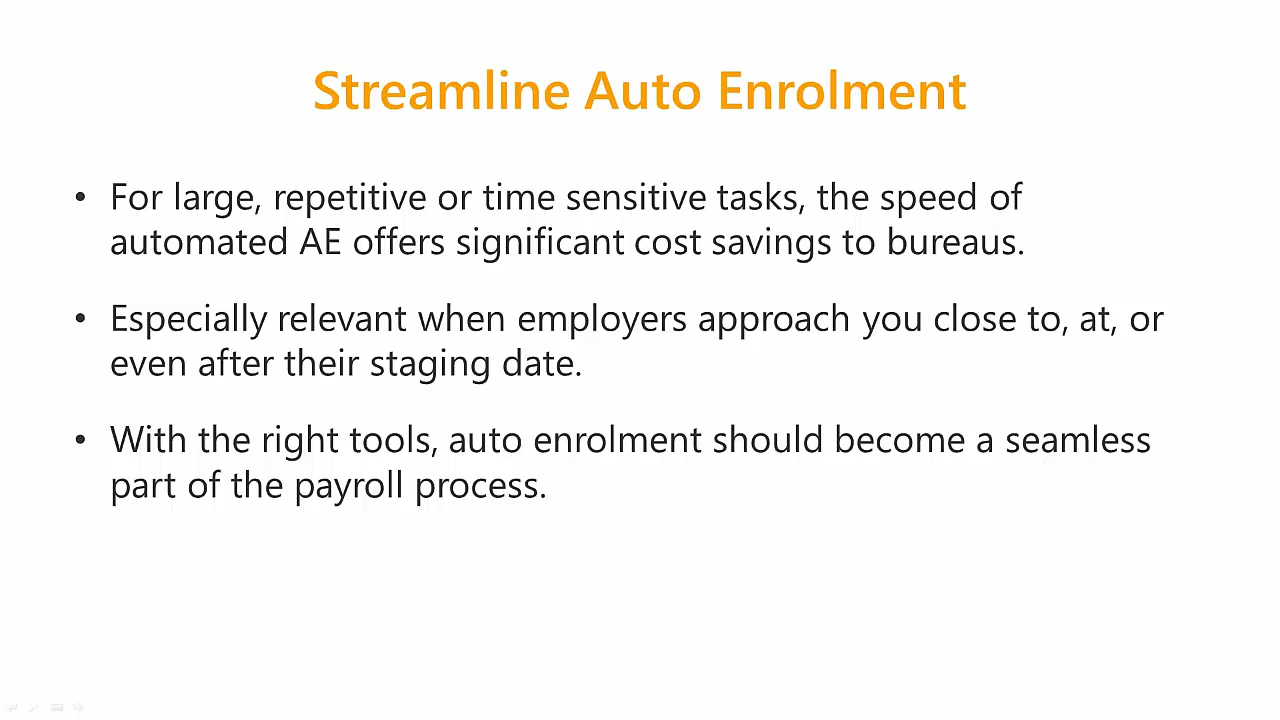 Streamline Auto Enrolment
• For large, repetitive or time sensitive tasks, the speed of
automated AE offers significant cost savings to bureaus.
• Especially relevant when employers approach you close to, at, or
even after their staging date.
• With the right tools, auto enrolment should become a seamless
part of the payroll process.